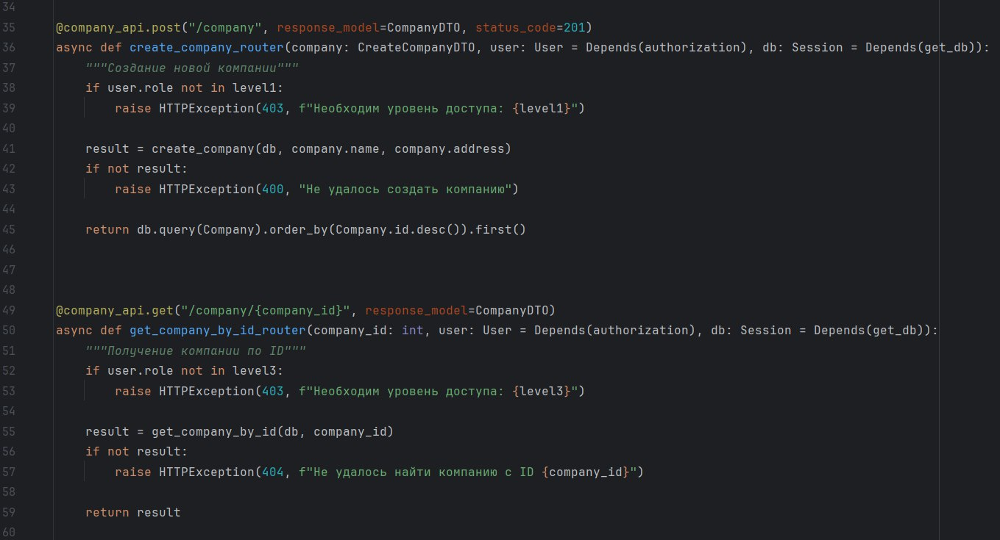 34
35 @company_api.post("/company", response_model=CompanyDTO, status_code=201)
36 async def create_company_router(company: CreateCompanyDTO, user: User = Depends(authorization), db: Session = Depends(get_db)):
37     """Создание новой компании"""
38     if user.role not in level1:
39         raise HTTPException(403, f"Необходим уровень доступа: {level1}")
40
41     result = create_company(db, company.name, company.address)
42     if not result:
43         raise HTTPException(400, "Не удалось создать компанию")
44
45     return db.query(Company).order_by(Company.id.desc()).first()
46
47
48
49 @company_api.get("/company/{company_id}", response_model=CompanyDTO)
50 async def get_company_by_id_router(company_id: int, user: User = Depends(authorization), db: Session = Depends(get_db)):
51     """Получение компании по ID"""
52     if user.role not in level3:
53         raise HTTPException(403, f"Необходим уровень доступа: {level3}")
54
55     result = get_company_by_id(db, company_id)
56     if not result:
57         raise HTTPException(404, f"Не удалось найти компанию с ID {company_id}")
58
59     return result
60